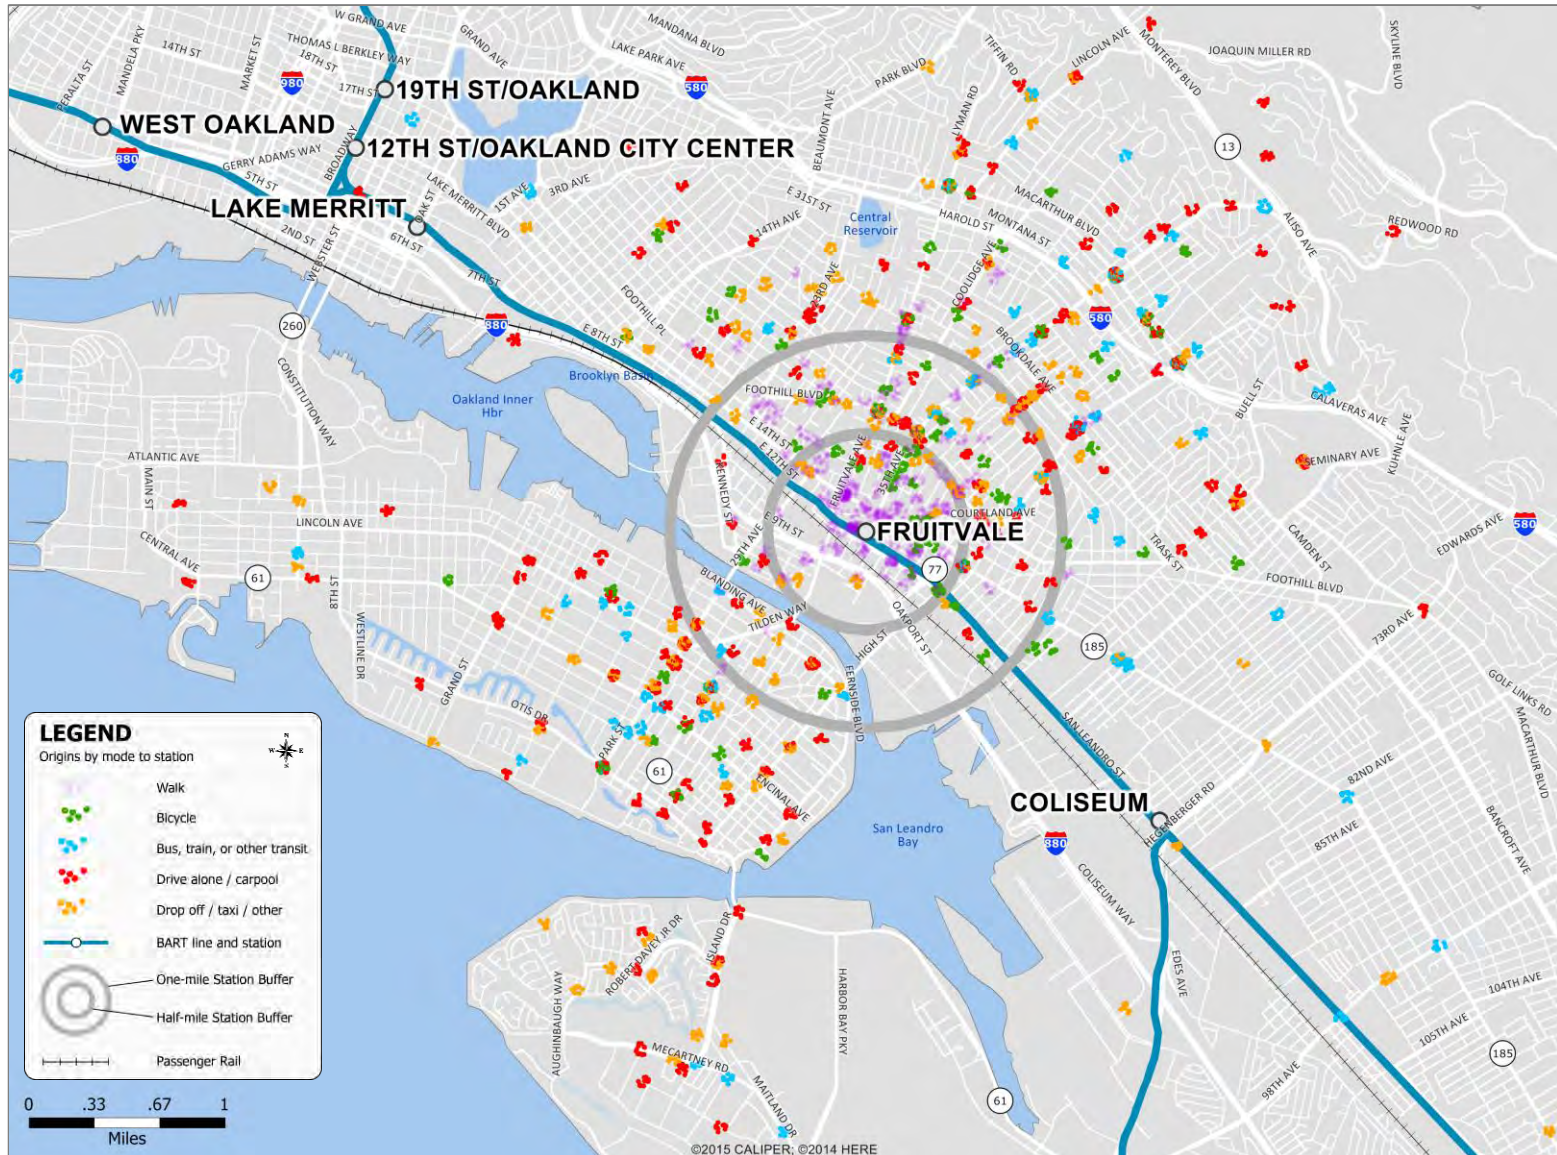 W GRAND AVE
THOMAS L BERKLEY WAY
14TH ST
18TH ST
17TH ST
PERALTA ST
MANDELA PKY
MARKET ST
980
GRAND AVE
MANDANA BLVD
LAKE PARK AVE
580
PARK BLVD
TIFFIN RD
LINCOLN AVE
MONTEREY BLVD
JOAQUIN MILLER RD
SKYLINE BLVD
19TH ST/OAKLAND
WEST OAKLAND
12TH ST/OAKLAND CITY CENTER
880
GERRY ADAMS WAY
BROADWAY
5TH ST
LAKE MERRITT
OAK ST
LAKE MERRITT BLVD
1ST AVE
3RD AVE
2ND ST
6TH ST
WEBSTER ST
7TH ST
BEAUMONT AVE
LYMAN RD
E 31ST ST
14TH AVE
Central
Reservoir
HAROLD ST
MONTANA ST
MACARTHUR BLVD
13
ALISO AVE
REDWOOD RD
23RD AVE
COOLIDGE AVE
260
880
FOOTHILL PL
E 8TH ST
580
BROOKDALE AVE
Brooklyn Basin
Oakland Inner
Hbr
CONSTITUTION WAY
FOOTHILL BLVD
E 14TH ST
E 12TH ST
FRUITVALE AVE
35TH AVE
BUELL ST
CALAVERAS AVE
KUHNLE AVE
SEMINARY AVE
ATLANTIC AVE
MAIN ST
LINCOLN AVE
CENTRAL AVE
61
8TH ST
KENNEDY ST
E 9TH ST
29TH AVE
COURTLAND AVE
FRUITVALE
77
TRASK ST
CAMDEN ST
EDWARDS AVE
580
FOOTHILL BLVD
73RD AVE
BLANDING AVE
TILDEN WAY
HIGH ST
OAKPORT ST
185
WESTLINE DR
GRAND ST
OTIS DR
PARK ST
FERNSIDE BLVD
GOLF LINKS RD
MACARTHUR BLVD
SAN LEANDRO ST
61
ENCINAL AVE
82ND AVE
COLISEUM
HEGENBERGER RD
85TH AVE
BANCROFT AVE
San Leandro
Bay
880
COLISEUM WAY
EDES AVE
ISLAND DR
ROBERT DAVEY JR DR
AUGHINBAUGH WAY
HARBOR BAY PKY
MECARTNEY RD
MAITLAND DR
104TH AVE
105TH AVE
98TH AVE
185
61
LEGEND
Origins by mode to station
N
W
E
S
Walk
Bicycle
Bus, train, or other transit
Drive alone / carpool
Drop off / taxi / other
BART line and station
One-mile Station Buffer
Half-mile Station Buffer
Passenger Rail
0 .33 .67 1
Miles
©2015 CALIPER; ©2014 HERE